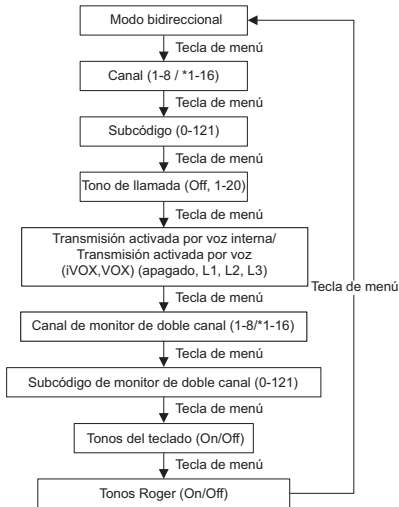 Modo bidireccional
Tecla de menú
Canal (1-8 / *1-16)
Tecla de menú
Subcódigo (0-121)
Tecla de menú
Tono de llamada (Off, 1-20)
Tecla de menú
Transmisión activada por voz interna/
Transmisión activada por voz
(iVOX,VOX) (apagado, L1, L2, L3)
Tecla de menú
Tecla de menú
Canal de monitor de doble canal (1-8/*1-16)
Tecla de menú
Subcódigo de monitor de doble canal (0-121)
Tecla de menú
Tonos del teclado (On/Off)
Tecla de menú
Tonos Roger (On/Off)